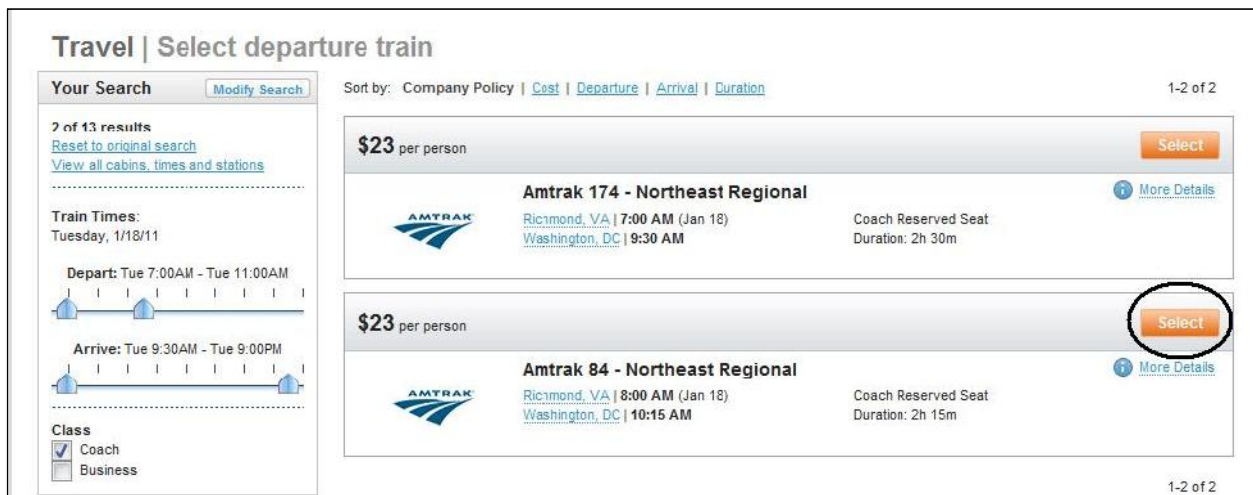 Travel | Select departure train
Your Search
Modify Search
2 of 13 results
Reset to original search
View all cabins, times and stations
Train Times:
Tuesday, 1/18/11
Depart: Tue 7:00AM - Tue 11:00AM
Arrive: Tue 9:30AM - Tue 9:00PM
Class
Coach
Business
Sort by: Company Policy | Cost | Departure | Arrival | Duration
1-2 of 2
$23 per person
Select
AMTRAK
Amtrak 174 - Northeast Regional
More Details
Richmond, VA | 7:00 AM (Jan 18)
Coach Reserved Seat
Washington, DC | 9:30 AM
Duration: 2h 30m
$23 per person
Select
AMTRAK
Amtrak 84 - Northeast Regional
More Details
Richmond, VA | 8:00 AM (Jan 18)
Coach Reserved Seat
Washington, DC | 10:15 AM
Duration: 2h 15m
1-2 of 2